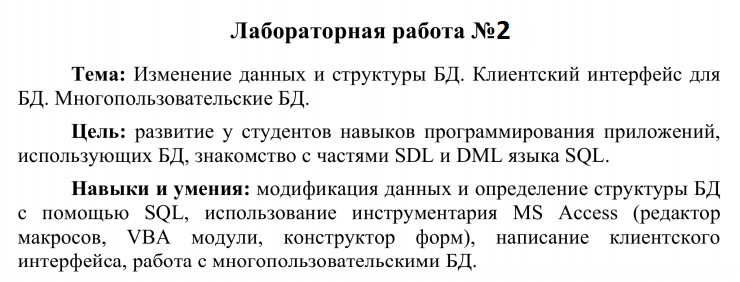 Лабораторная работа №2
Тема: Изменение данных и структуры БД. Клиентский интерфейс для
БД. Многопользовательские БД.
Цель: развитие у студентов навыков программирования приложений,
использующих БД, знакомство с частями SDL и DML языка SQL.
Навыки и умения: модификация данных и определение структуры БД
с помощью SQL, использование инструментария MS Access (редактор
макросов, VBA модули, конструктор форм), написание клиентского
интерфейса, работа с многопользовательскими БД.